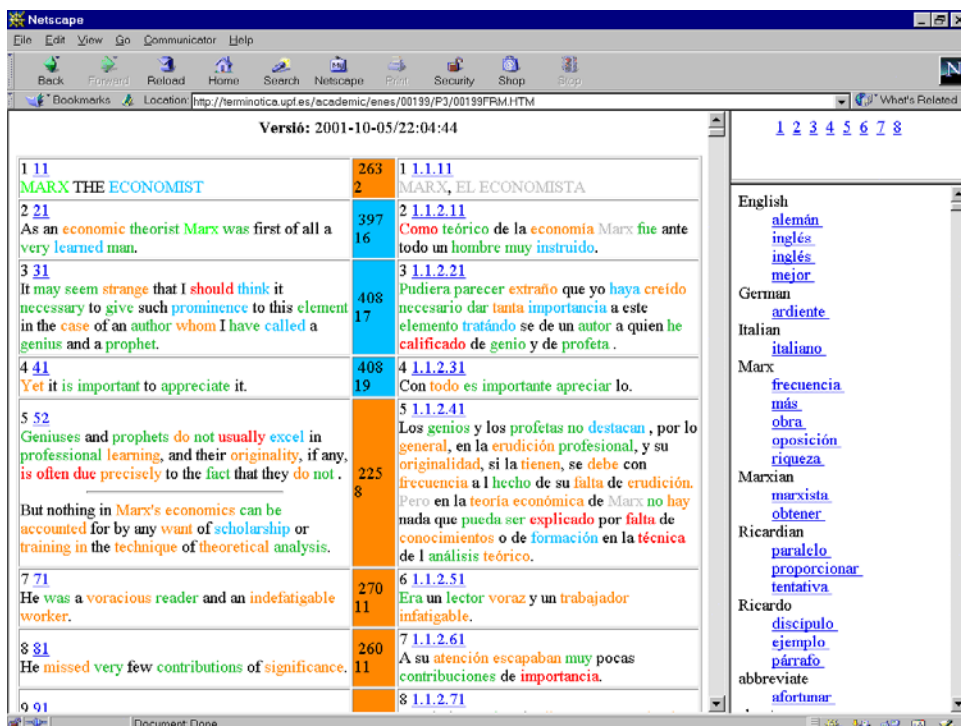 Netscape
File Edit View Go Communicator Help
Back Forward Reload Home Search Netscape Print Security Shop Stop
Bookmarks Location: http://terminotica.upf.es/academic/enes/00199/P3/00199FRM.HTM What's Related
Versió: 2001-10-05/22:04:44
1 11
MARX THE ECONOMIST
263
2
1 1.1.11
MARX, EL ECONOMISTA
2 21
As an economic theorist Marx was first of all a
very learned man.
397
16
2 1.1.2.11
Como teórico de la economía Marx fue ante
todo un hombre muy instruido.
3 31
It may seem strange that I should think it
necessary to give such prominence to this element
in the case of an author whom I have called a
genius and a prophet.
408
17
3 1.1.2.21
Pudiera parecer extraño que yo haya creído
necesario dar tanta importancia a este
elemento tratándo se de un autor a quien he
calificado de genio y de profeta .
4 41
Yet it is important to appreciate it.
408
19
4 1.1.2.31
Con todo es importante apreciar lo.
5 52
Geniuses and prophets do not usually excel in
professional learning, and their originality, if any,
is often due precisely to the fact that they do not .
But nothing in Marx's economics can be
accounted for by any want of scholarship or
training in the technique of theoretical analysis.
225
8
5 1.1.2.41
Los genios y los profetas no destacan , por lo
general, en la erudición profesional, y su
originalidad, si la tienen, se debe con
frecuencia a l hecho de su falta de erudición.
Pero en la teoría económica de Marx no hay
nada que pueda ser explicado por falta de
conocimientos o de formación en la técnica
de l análisis teórico.
7 71
He was a voracious reader and an indefatigable
worker.
270
11
6 1.1.2.51
Era un lector voraz y un trabajador
infatigable.
8 81
He missed very few contributions of significance.
260
11
7 1.1.2.61
A su atención escapaban muy pocas
contribuciones de importancia.
9 91
8 1.1.2.71
1 2 3 4 5 6 7 8
English
alemán
inglés
inglés
mejor
German
ardiente
Italian
italiano
Marx
frecuencia
más
obra
oposición
riqueza
Marxian
marxista
obtener
Ricardian
paralelo
proporcionar
tentativa
Ricardo
discípulo
ejemplo
párrafo
abbreviate
afortunar
Document Done